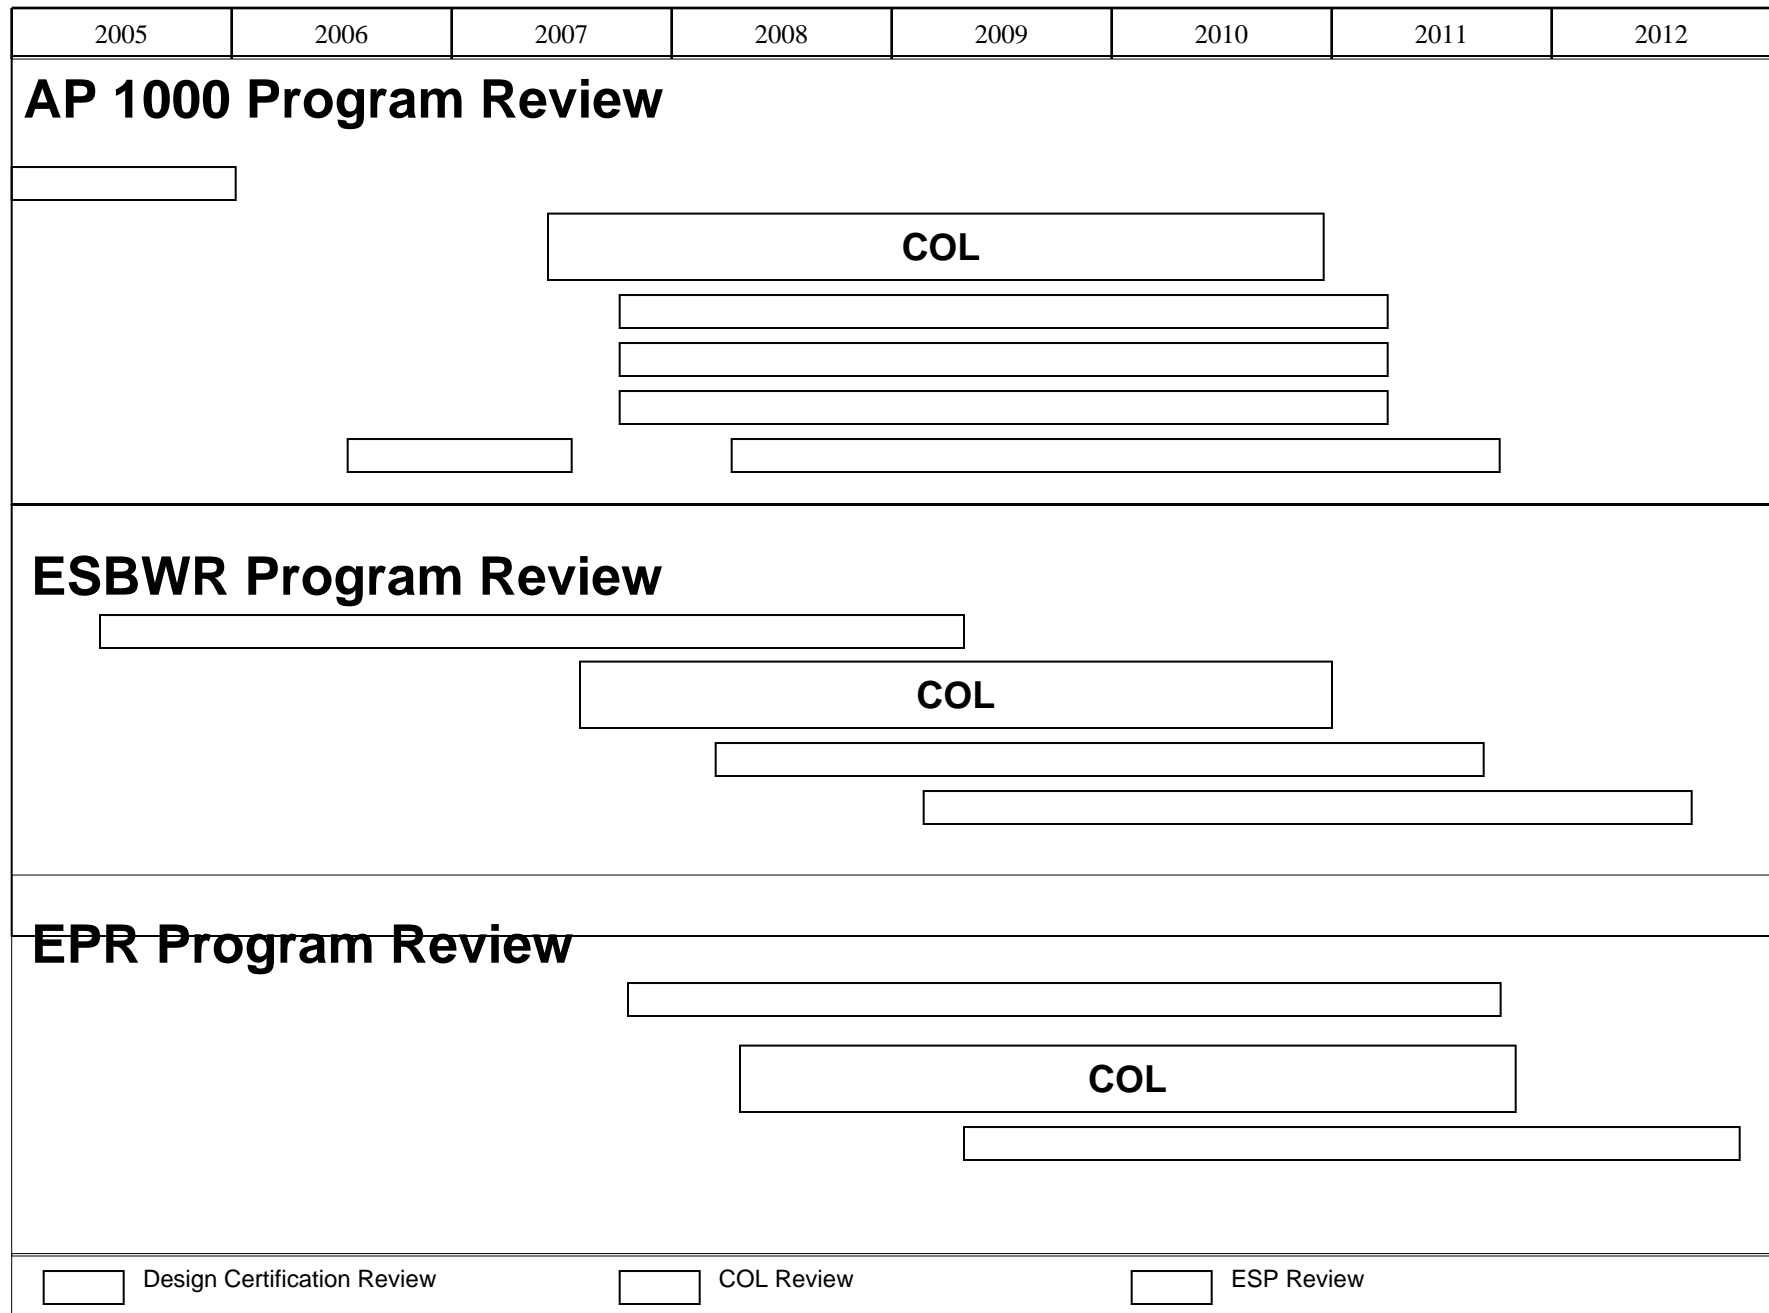 2005 2006 2007 2008 2009 2010 2011 2012
AP 1000 Program Review
COL
ESBWR Program Review
COL
EPR Program Review
COL
Design Certification Review COL Review ESP Review